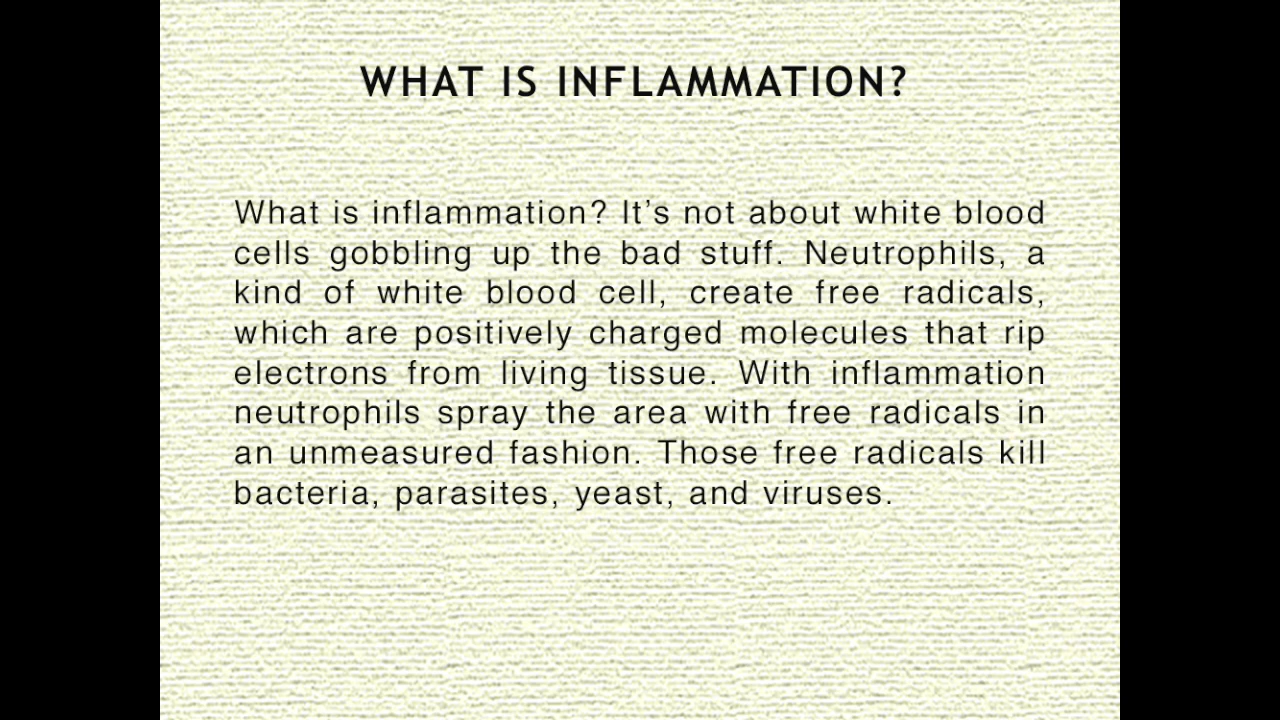 WHAT IS INFLAMMATION?
What is inflammation? It’s not about white blood
cells gobbling up the bad stuff. Neutrophils, a
kind of white blood cell, create free radicals,
which are positively charged molecules that rip
electrons from living tissue. With inflammation
neutrophils spray the area with free radicals in
an unmeasured fashion. Those free radicals kill
bacteria, parasites, yeast, and viruses.